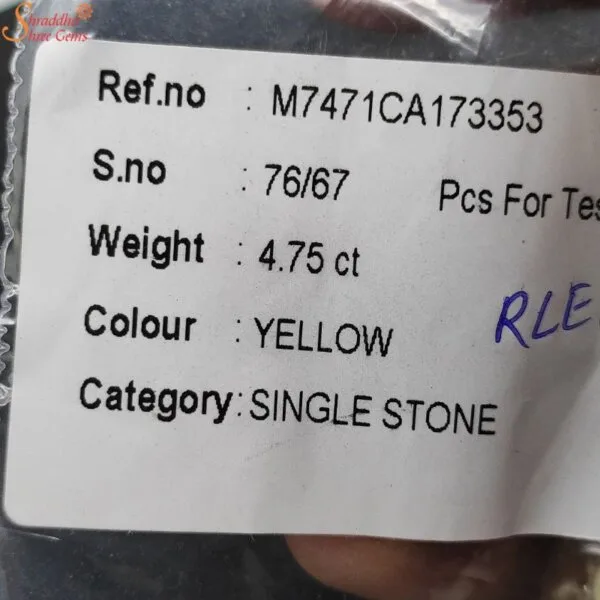 Shraddha
Shree Gems
Ref.no : M7471CA173353
S.no : 76/67 Pcs For Tes
Weight : 4.75 ct
Colour : YELLOW
RLE
Category: SINGLE STONE